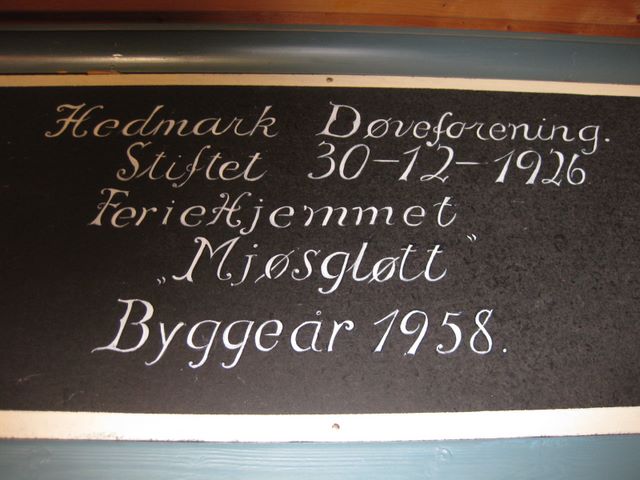 Hedmark Døveforening.
Stiftet 30-12-1926
FerieHjemmet
„Mjøsgløtt”
Byggeår 1958.